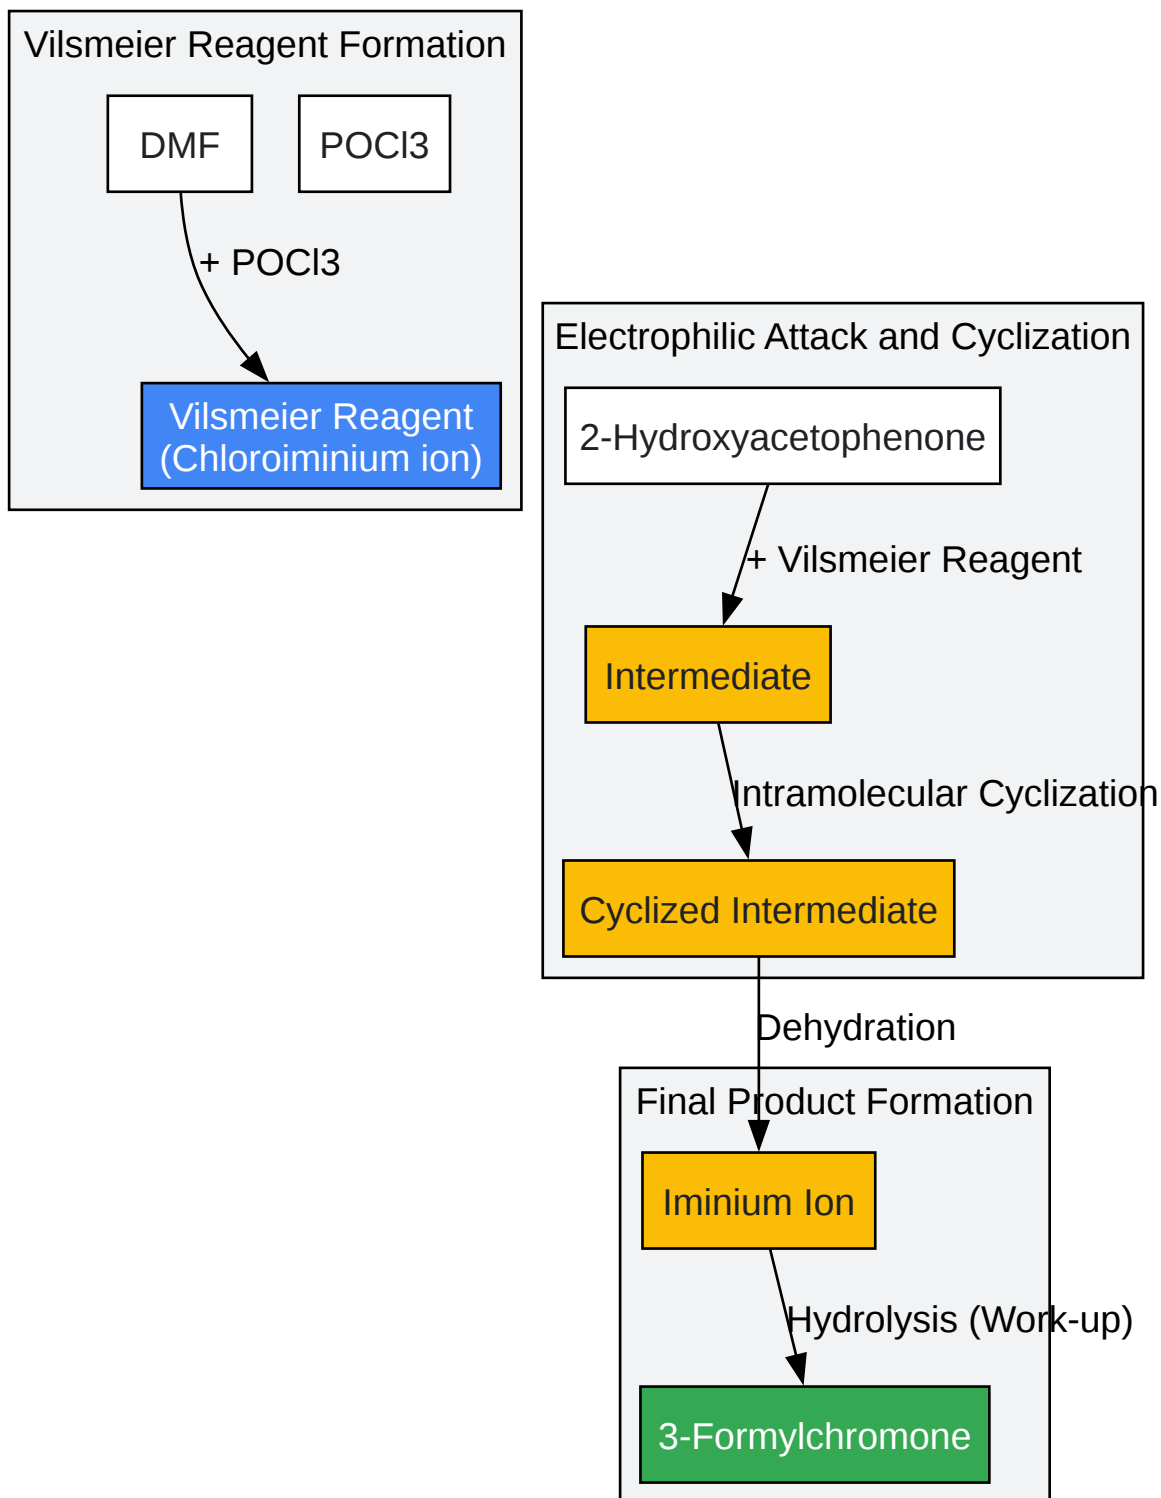 Vilsmeier Reagent Formation
DMF
POCl3
+ POCl3
Vilsmeier Reagent
(Chloroiminium ion)
Electrophilic Attack and Cyclization
2-Hydroxyacetophenone
+ Vilsmeier Reagent
Intermediate
Intramolecular Cyclization
Cyclized Intermediate
Dehydration
Final Product Formation
Iminium Ion
Hydrolysis (Work-up)
3-Formylchromone